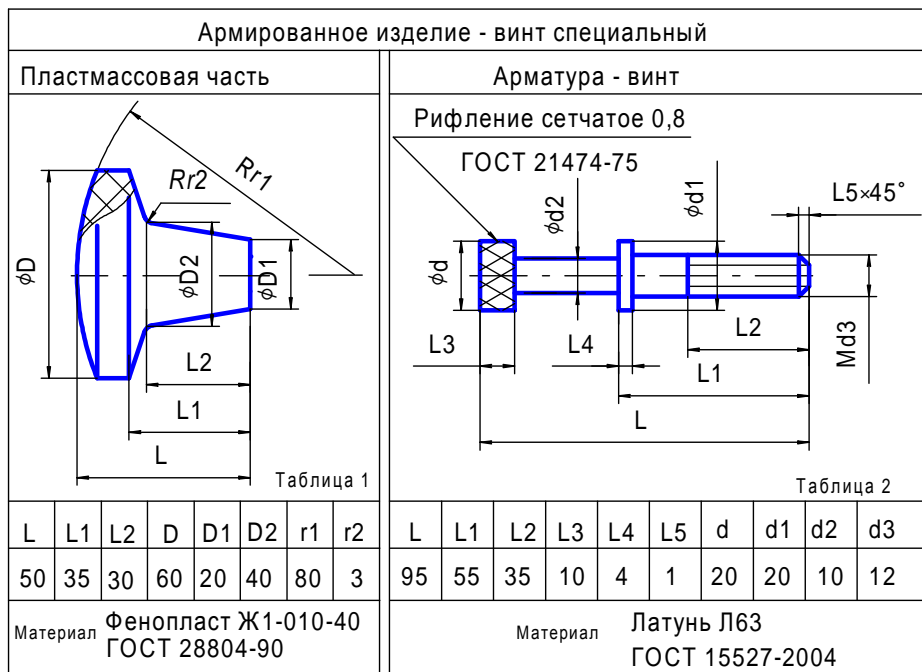 Армированное изделие - винт специальный
Пластмассовая часть
Арматура - винт
Рифление сетчатое 0,8
ГОСТ 21474-75
Rr1
Rr2
ϕD
ϕD2
ϕD1
L2
L1
L
Таблица 1
ϕd
ϕd2
ϕd1
L5×45°
L3
L4
L2
L1
L
Md3
Таблица 2
L L1 L2 D D1 D2 r1 r2
50 35 30 60 20 40 80 3
Материал Фенопласт Ж1-010-40
ГОСТ 28804-90
L L1 L2 L3 L4 L5 d d1 d2 d3
95 55 35 10 4 1 20 20 10 12
Материал Латунь Л63
ГОСТ 15527-2004